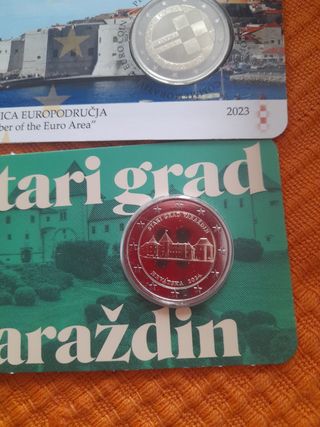 ICA EUROPODRUČJA
ber of the Euro Area"
2023
tari grad
STARI GRAD VARAŽDIN
HRVATSKA 2024
araždin